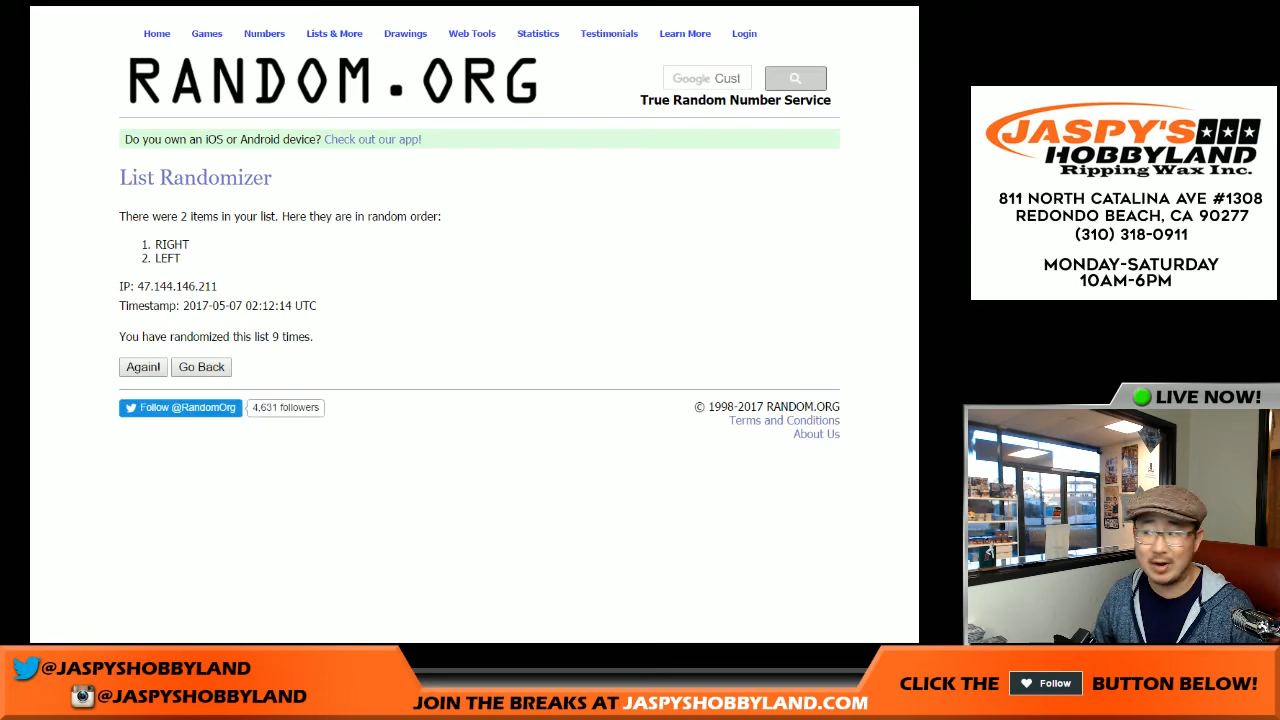 Home Games Numbers Lists & More Drawings Web Tools Statistics Testimonials Learn More Login
RANDOM.ORG
Google Cust
True Random Number Service
Do you own an iOS or Android device? Check out our app!
List Randomizer
There were 2 items in your list. Here they are in random order:
1. RIGHT
2. LEFT
IP: 47.144.146.211
Timestamp: 2017-05-07 02:12:14 UTC
You have randomized this list 9 times.
Again! Go Back
Follow @RandomOrg 4,631 followers
© 1998-2017 RANDOM.ORG
Terms and Conditions
About Us
JASPY'S
HOBBYLAND
Ripping Wax Inc.
811 NORTH CATALINA AVE #1308
REDONDO BEACH, CA 90277
(310) 318-0911
MONDAY-SATURDAY
10AM-6PM
LIVE NOW!
@JASPYSHOBBYLAND
@JASPYSHOBBYLAND
JOIN THE BREAKS AT JASPYSHOBBYLAND.COM
CLICK THE Follow BUTTON BELOW!